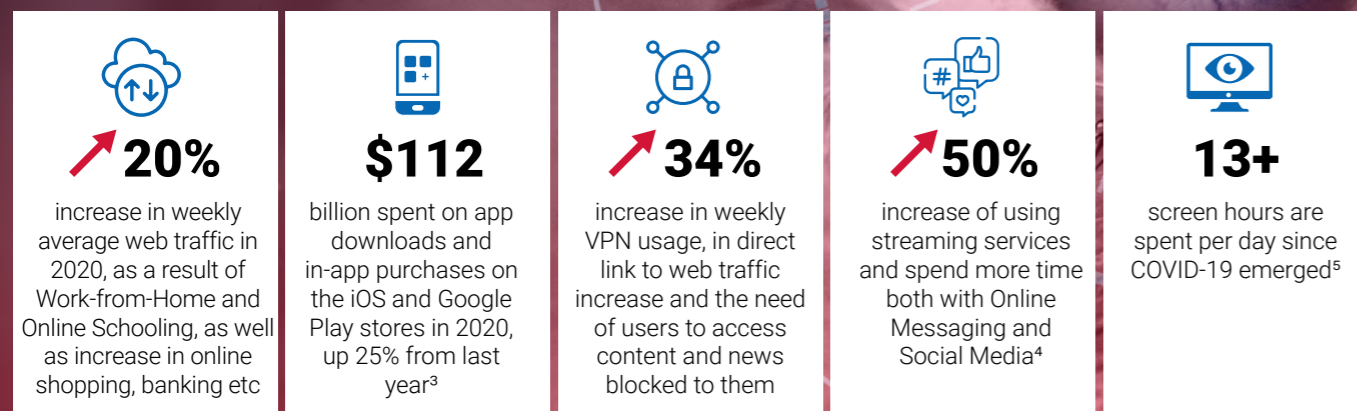 20%
increase in weekly
average web traffic in
2020, as a result of
Work-from-Home and
Online Schooling, as well
as increase in online
shopping, banking etc
$112
billion spent on app
downloads and
in-app purchases on
the iOS and Google
Play stores in 2020,
up 25% from last
year³
34%
increase in weekly
VPN usage, in direct
link to web traffic
increase and the need
of users to access
content and news
blocked to them
#
50%
increase of using
streaming services
and spend more time
both with Online
Messaging and
Social Media⁴
13+
screen hours are
spent per day since
COVID-19 emerged⁵